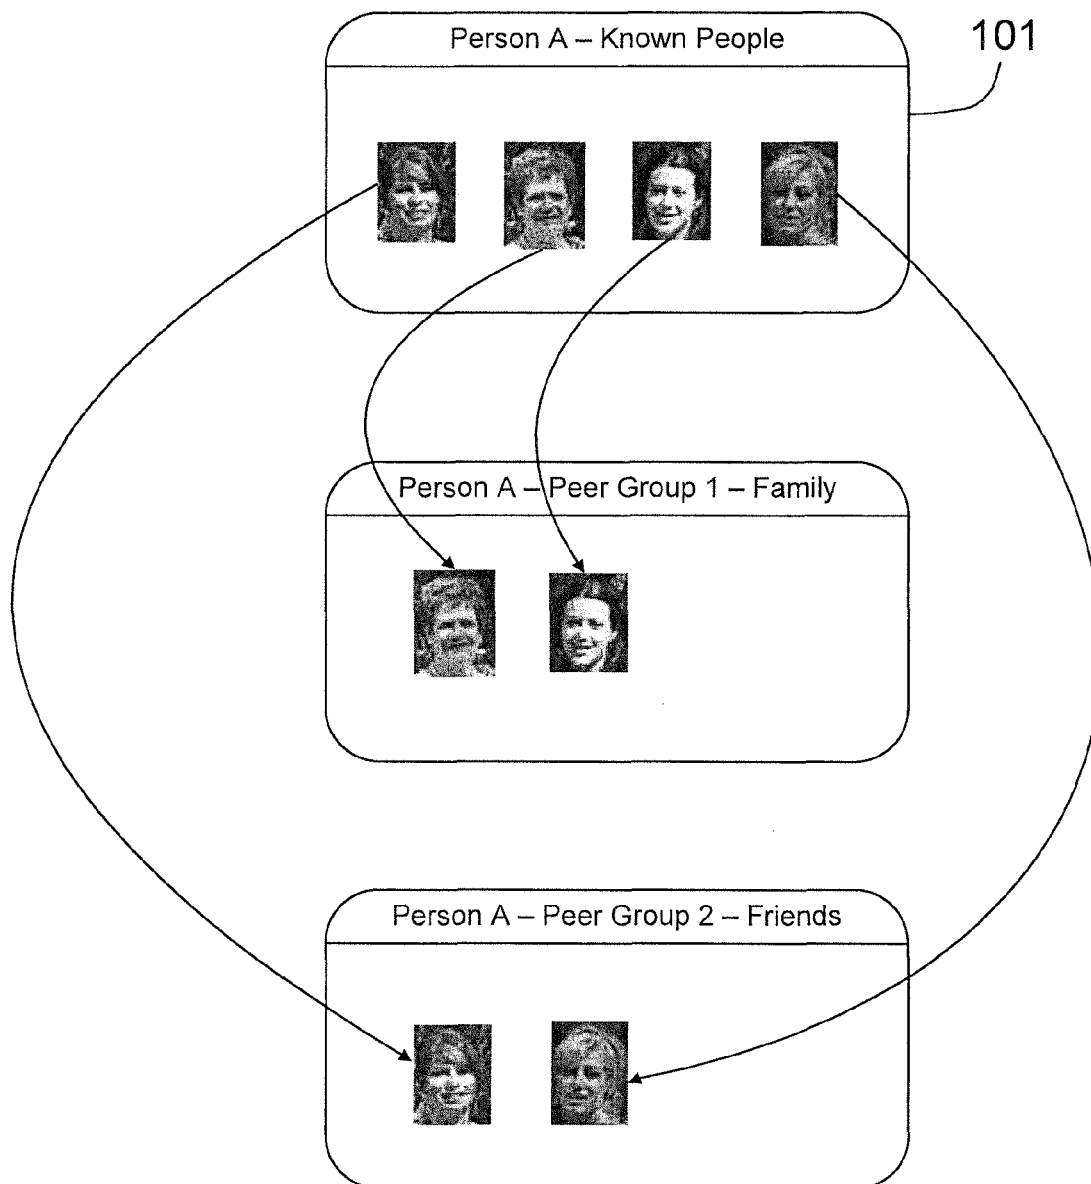 Person A – Known People
101
Person A – Peer Group 1 – Family
Person A – Peer Group 2 – Friends